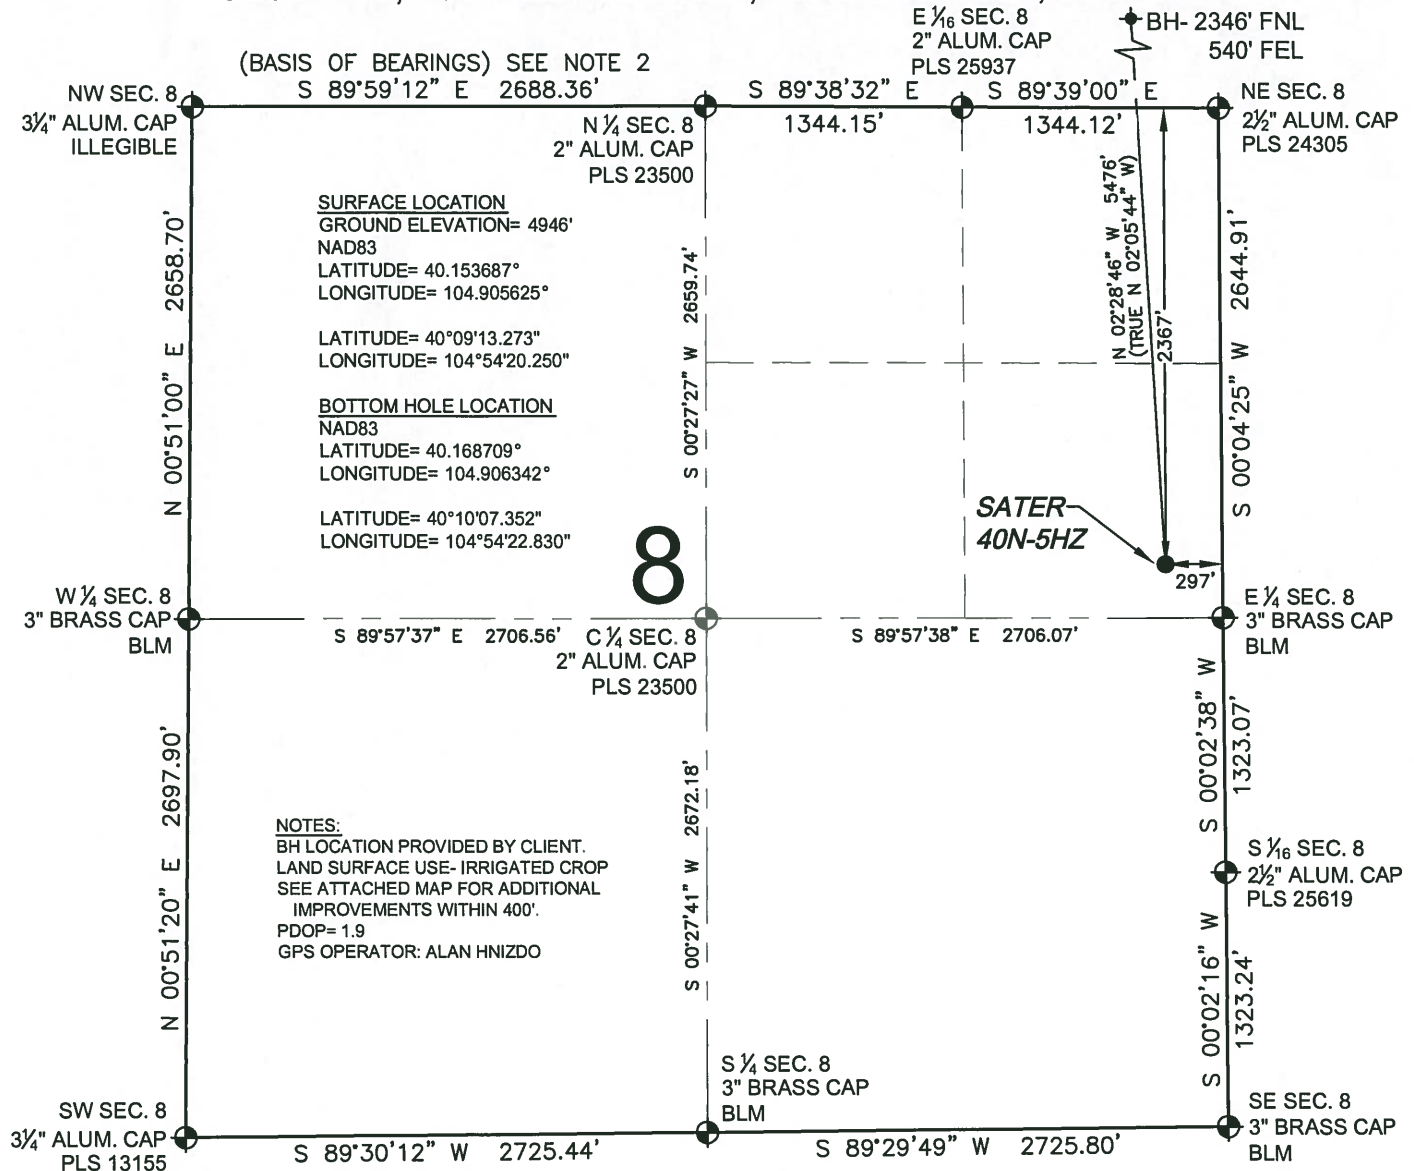 E 1/16 SEC. 8
2" ALUM. CAP
PLS 25937
BH- 2346' FNL
540' FEL
(BASIS OF BEARINGS) SEE NOTE 2
S 89°59'12" E 2688.36'
S 89°38'32" E
1344.15'
S 89°39'00" E
1344.12'
NW SEC. 8
3¼" ALUM. CAP
ILLEGIBLE
N ¼ SEC. 8
2" ALUM. CAP
PLS 23500
NE SEC. 8
2½" ALUM. CAP
PLS 24305
SURFACE LOCATION
GROUND ELEVATION= 4946'
NAD83
LATITUDE= 40.153687°
LONGITUDE= 104.905625°
LATITUDE= 40°09'13.273"
LONGITUDE= 104°54'20.250"
BOTTOM HOLE LOCATION
NAD83
LATITUDE= 40.168709°
LONGITUDE= 104.906342°
LATITUDE= 40°10'07.352"
LONGITUDE= 104°54'22.830"
N 00°51'00" E 2658.70'
S 00°27'27" W 2659.74'
N 02°28'46" W 5476'
(TRUE N 02°05'44" W)
2367'
S 00°04'25" W 2644.91'
SATER
40N-5HZ
297'
8
W ¼ SEC. 8
3" BRASS CAP
BLM
S 89°57'37" E 2706.56'
C ¼ SEC. 8
2" ALUM. CAP
PLS 23500
S 89°57'38" E 2706.07'
E ¼ SEC. 8
3" BRASS CAP
BLM
N 00°51'20" E 2697.90'
NOTES:
BH LOCATION PROVIDED BY CLIENT.
LAND SURFACE USE- IRRIGATED CROP
SEE ATTACHED MAP FOR ADDITIONAL
IMPROVEMENTS WITHIN 400'.
PDOP= 1.9
GPS OPERATOR: ALAN HNIZDO
S 00°27'41" W 2672.18'
S 00°02'38" W
1323.07'
S 1/16 SEC. 8
2½" ALUM. CAP
PLS 25619
S 00°02'16" W
1323.24'
SW SEC. 8
3¼" ALUM. CAP
PLS 13155
S 89°30'12" W 2725.44'
S ¼ SEC. 8
3" BRASS CAP
BLM
S 89°29'49" W 2725.80'
SE SEC. 8
3" BRASS CAP
BLM